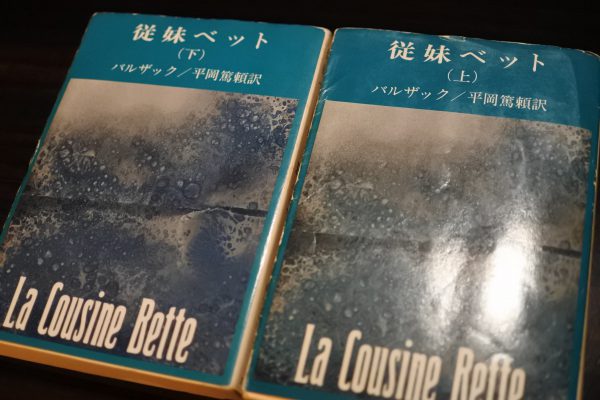 従妹ベット
(下)
バルザック/平岡篤頼訳
La Cousine Bette
従妹ベット
(上)
バルザック/平岡篤頼訳
La Cousine Bette